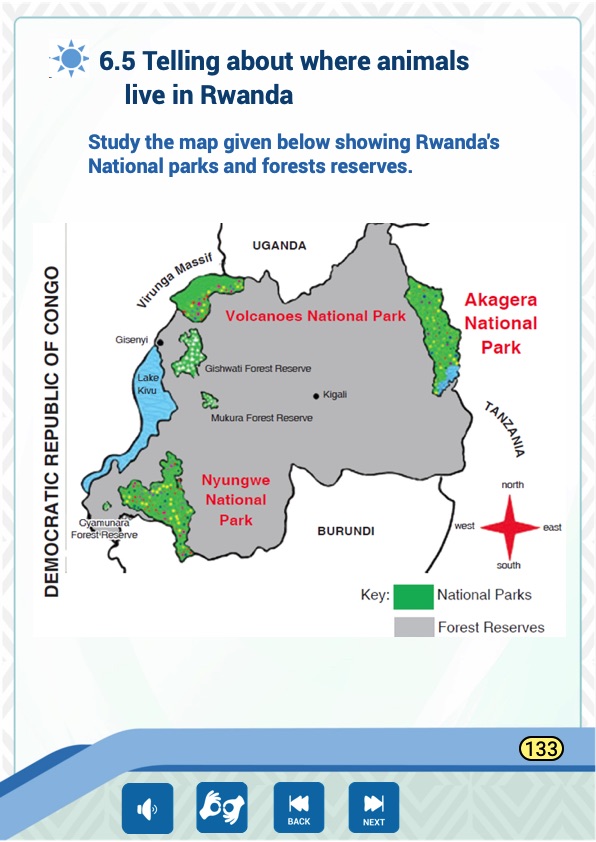 6.5 Telling about where animals
live in Rwanda
Study the map given below showing Rwanda's
National parks and forests reserves.
UGANDA
Virunga Massif
Volcanoes National Park
Akagera
National
Park
Gisenyi
Gishwati Forest Reserve
Lake
Kivu
Kigali
Mukura Forest Reserve
DEMOCRATIC REPUBLIC OF CONGO
TANZANIA
Nyungwe
National
Park
Cyamunara
Forest Reserve
BURUNDI
north
west
east
south
Key:
National Parks
Forest Reserves
133
BACK
NEXT